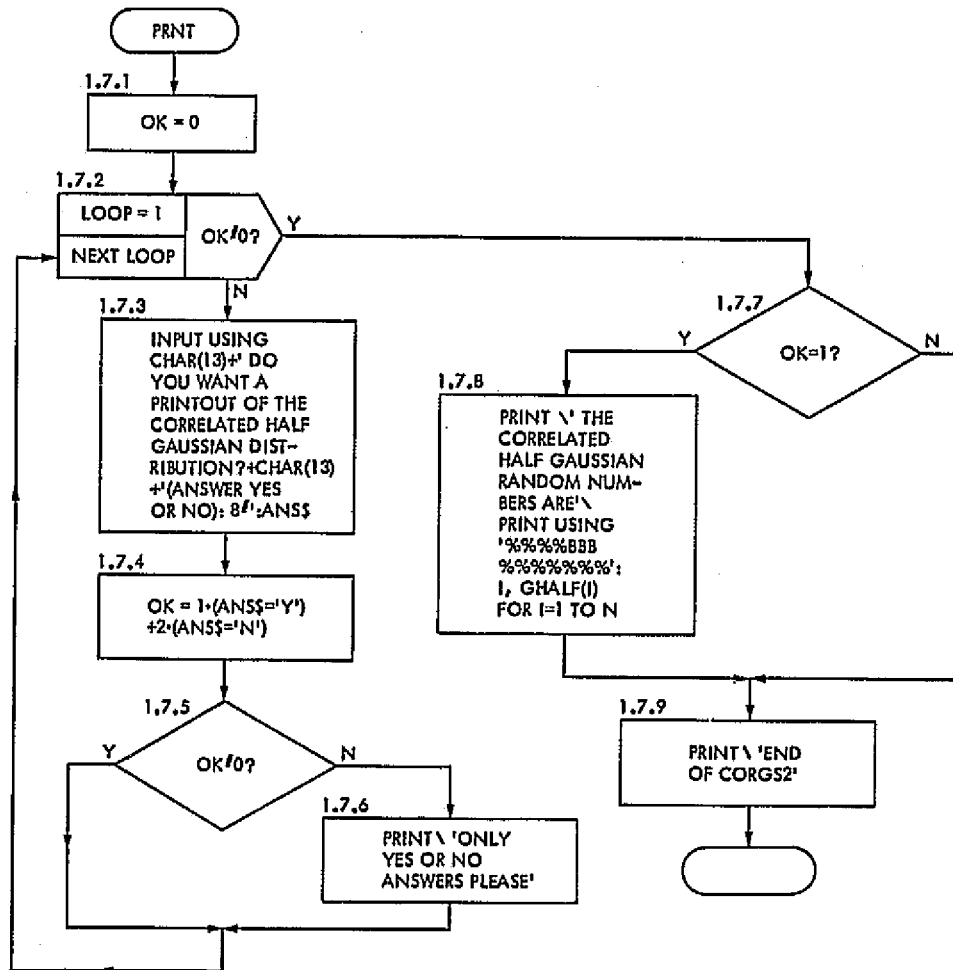 PRNT
1.7.1
OK = 0
1.7.2
LOOP = 1
NEXT LOOP
OK≠0?
Y
N
1.7.3
INPUT USING
CHAR(13)+' DO
YOU WANT A
PRINTOUT OF THE
CORRELATED HALF
GAUSSIAN DIST-
RIBUTION?+CHAR(13)
+'(ANSWER YES
OR NO): 8#':ANS$
1.7.4
OK = 1·(ANS$='Y')
+2·(ANS$='N')
1.7.5
Y
OK≠0?
N
1.7.6
PRINT\ 'ONLY
YES OR NO
ANSWERS PLEASE'
1.7.7
Y
OK=1?
N
1.7.8
PRINT \' THE
CORRELATED
HALF GAUSSIAN
RANDOM NUM-
BERS ARE'\
PRINT USING
'%%%%BBB
%%%%%%%':
I, GHALF(I)
FOR I=1 TO N
1.7.9
PRINT\ 'END
OF CORGS2'